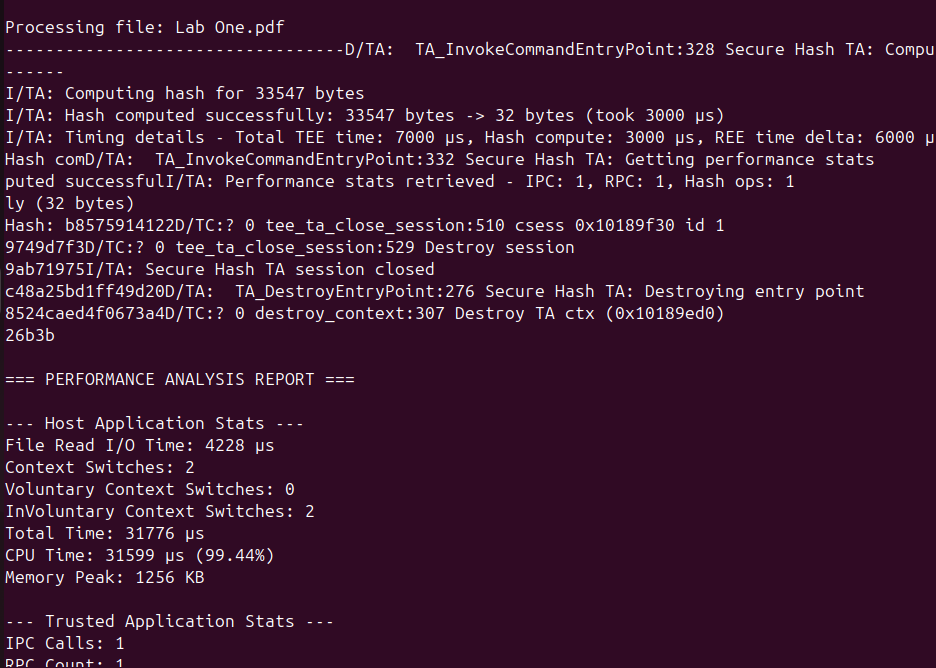 Processing file: Lab One.pdf
----------------------------------D/TA:  TA_InvokeCommandEntryPoint:328 Secure Hash TA: Compu
------
I/TA: Computing hash for 33547 bytes
I/TA: Hash computed successfully: 33547 bytes -> 32 bytes (took 3000 µs)
I/TA: Timing details - Total TEE time: 7000 µs, Hash compute: 3000 µs, REE time delta: 6000 µ
Hash comD/TA:  TA_InvokeCommandEntryPoint:332 Secure Hash TA: Getting performance stats
puted successfulI/TA: Performance stats retrieved - IPC: 1, RPC: 1, Hash ops: 1
ly (32 bytes)
Hash: b8575914122D/TC:? 0 tee_ta_close_session:510 csess 0x10189f30 id 1
9749d7f3D/TC:? 0 tee_ta_close_session:529 Destroy session
9ab71975I/TA: Secure Hash TA session closed
c48a25bd1ff49d20D/TA:  TA_DestroyEntryPoint:276 Secure Hash TA: Destroying entry point
8524caed4f0673a4D/TC:? 0 destroy_context:307 Destroy TA ctx (0x10189ed0)
26b3b
=== PERFORMANCE ANALYSIS REPORT ===
--- Host Application Stats ---
File Read I/O Time: 4228 µs
Context Switches: 2
Voluntary Context Switches: 0
InVoluntary Context Switches: 2
Total Time: 31776 µs
CPU Time: 31599 µs (99.44%)
Memory Peak: 1256 KB
--- Trusted Application Stats ---
IPC Calls: 1
RPC Count: 1